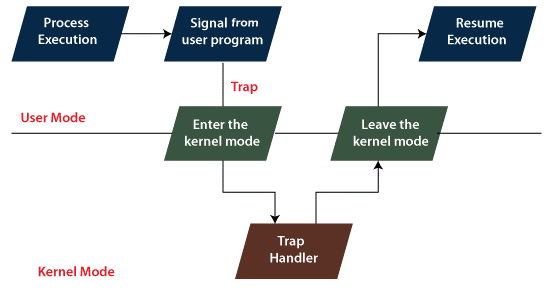 Process
Execution
Signal from
user program
Resume
Execution
Trap
User Mode
Enter the
kernel mode
Leave the
kernel mode
Trap
Handler
Kernel Mode